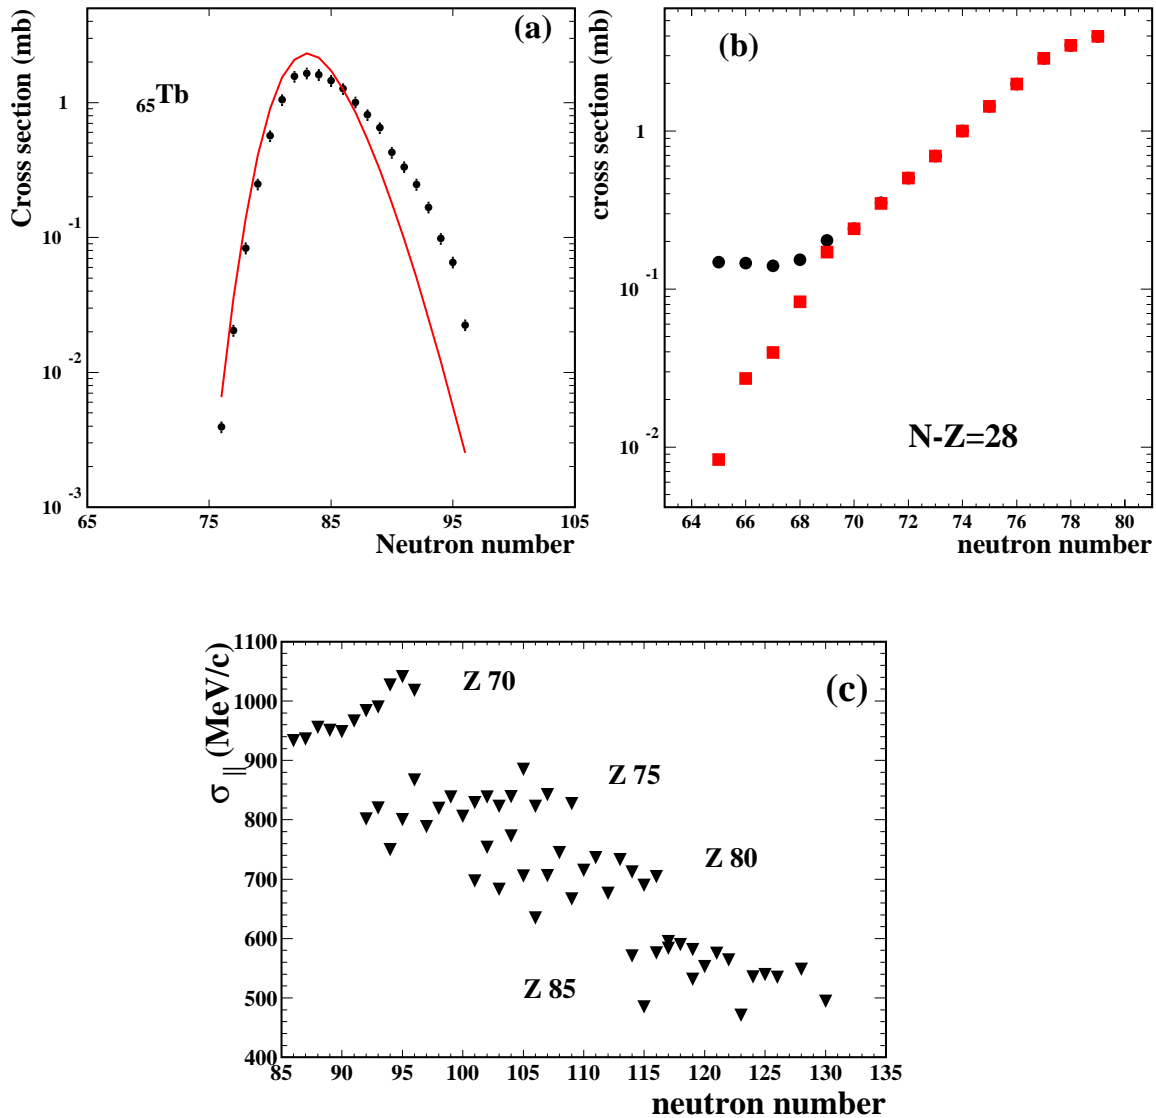 Cross section (mb)
(a)
₆₅Tb
1
10 ⁻¹
10 ⁻²
10 ⁻³
65 75 85 95 105
Neutron number
cross section (mb)
(b)
1
10 ⁻¹
10 ⁻²
N-Z=28
64 66 68 70 72 74 76 78 80
neutron number
σ || (MeV/c)
(c)
1100
1000
900
800
700
600
500
400
Z 70
Z 75
Z 80
Z 85
85 90 95 100 105 110 115 120 125 130 135
neutron number